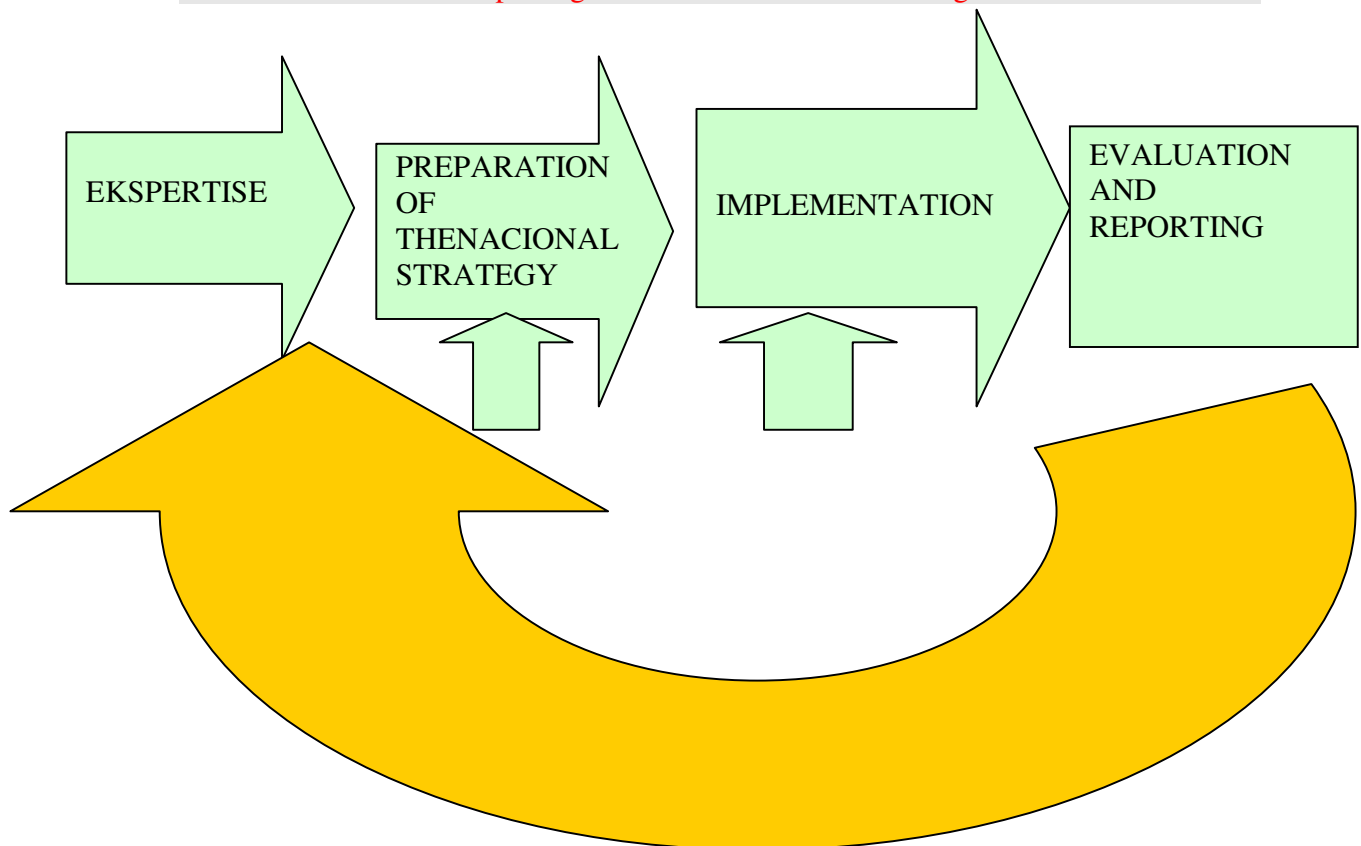 EKSPERTISE
PREPARATION
OF
THENACIONAL
STRATEGY
IMPLEMENTATION
EVALUATION
AND
REPORTING